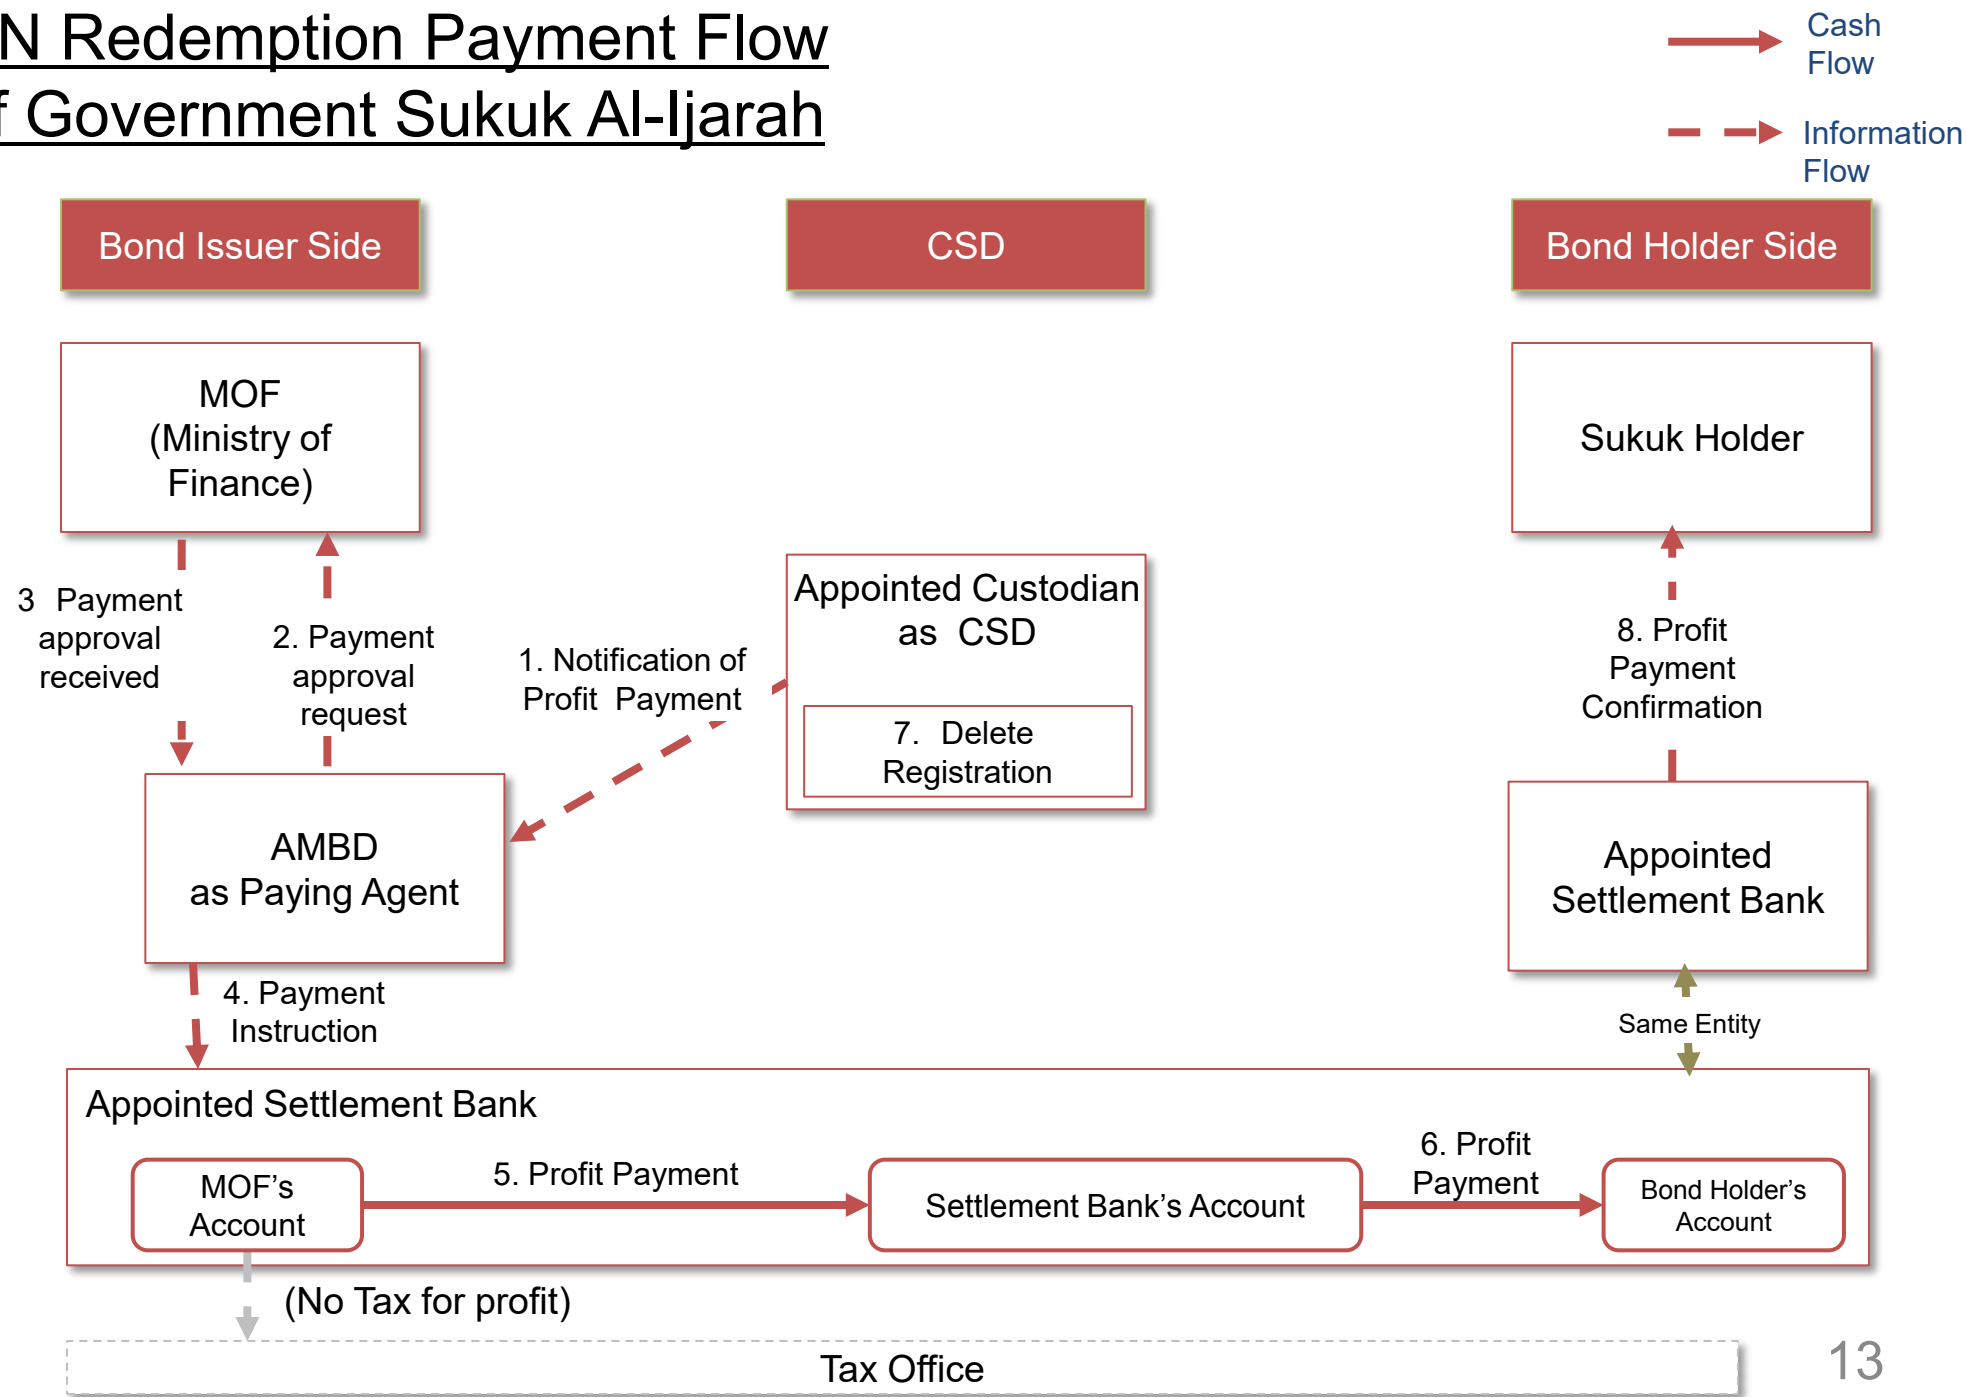 N Redemption Payment Flow
f Government Sukuk Al-Ijarah
Cash
Flow
Information
Flow
Bond Issuer Side
CSD
Bond Holder Side
MOF
(Ministry of
Finance)
Sukuk Holder
3 Payment
approval
received
2. Payment
approval
request
1. Notification of
Profit Payment
Appointed Custodian
as CSD
7. Delete
Registration
8. Profit
Payment
Confirmation
AMBD
as Paying Agent
Appointed
Settlement Bank
4. Payment
Instruction
Same Entity
Appointed Settlement Bank
MOF’s
Account
5. Profit Payment
Settlement Bank’s Account
6. Profit
Payment
Bond Holder’s
Account
(No Tax for profit)
Tax Office
13